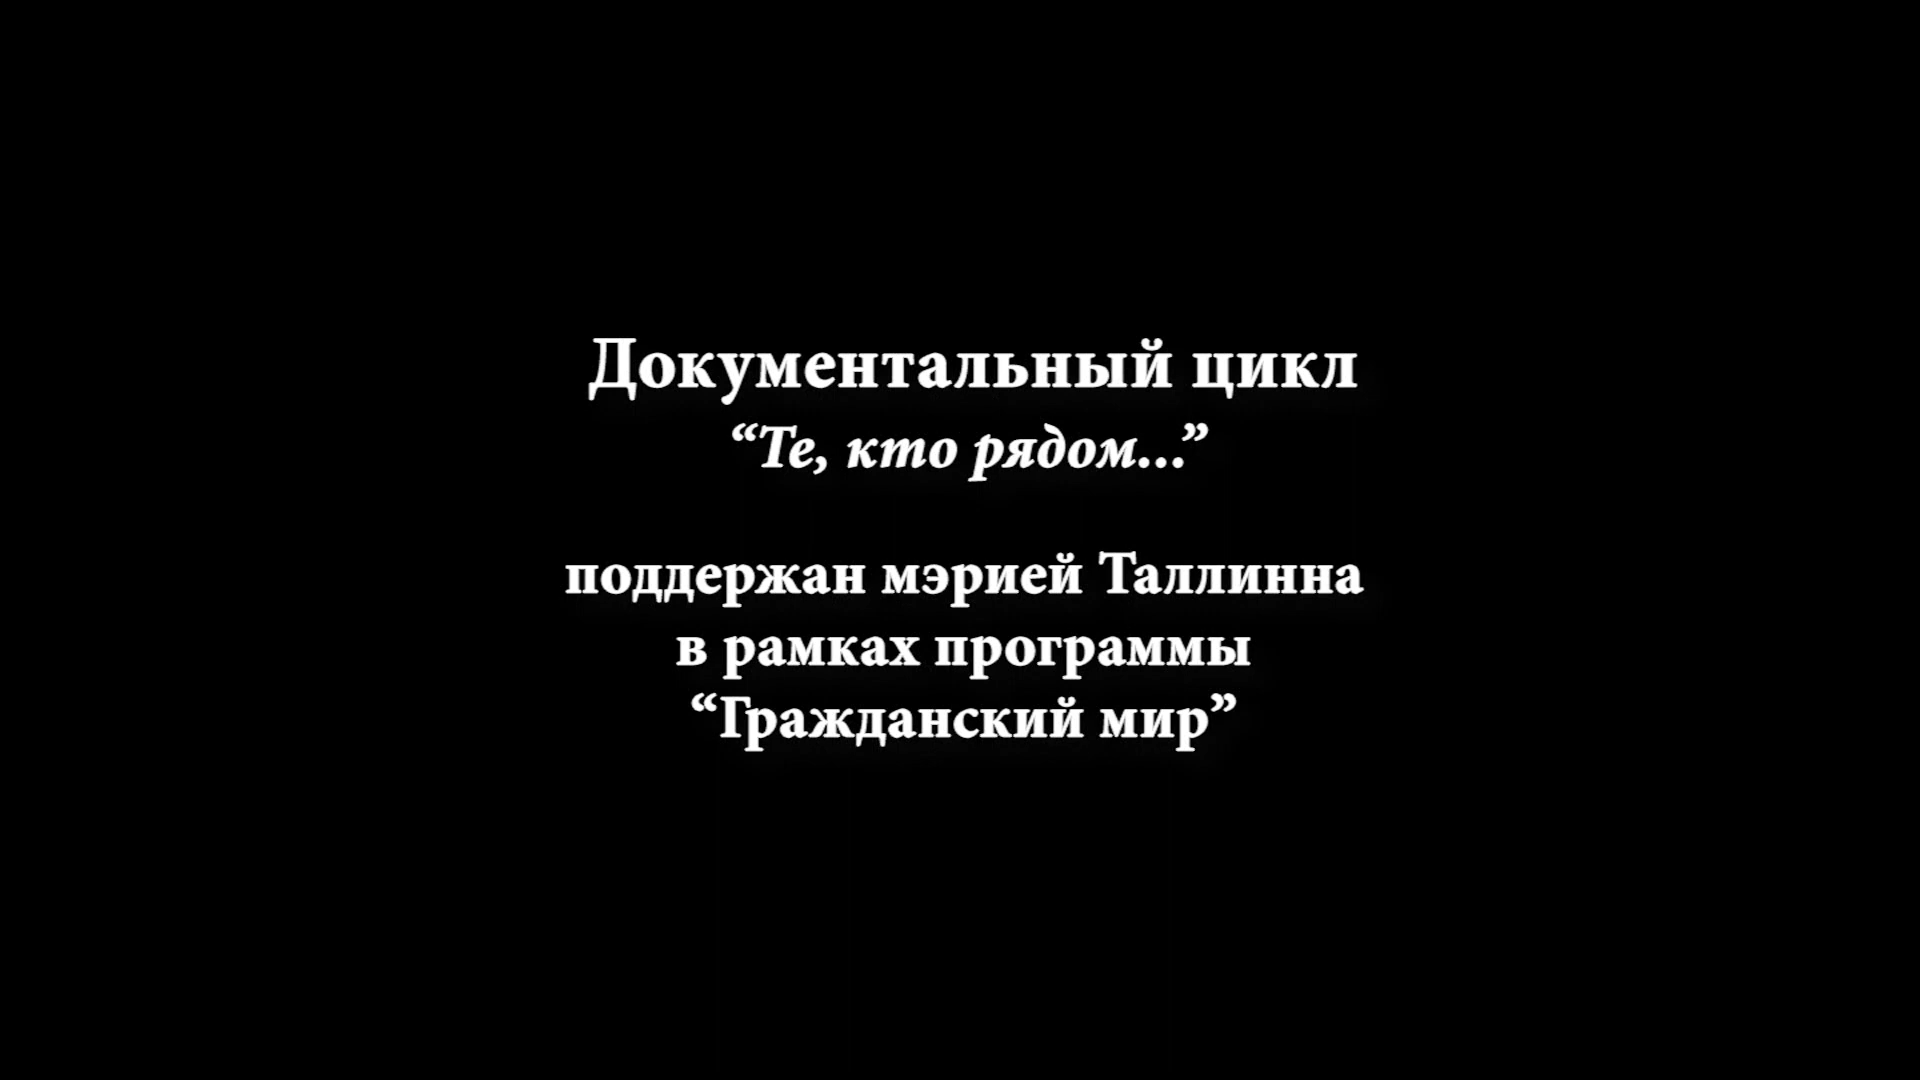 Документальный цикл
“Те, кто рядом...”
поддержан мэрией Таллинна
в рамках программы
“Гражданский мир”